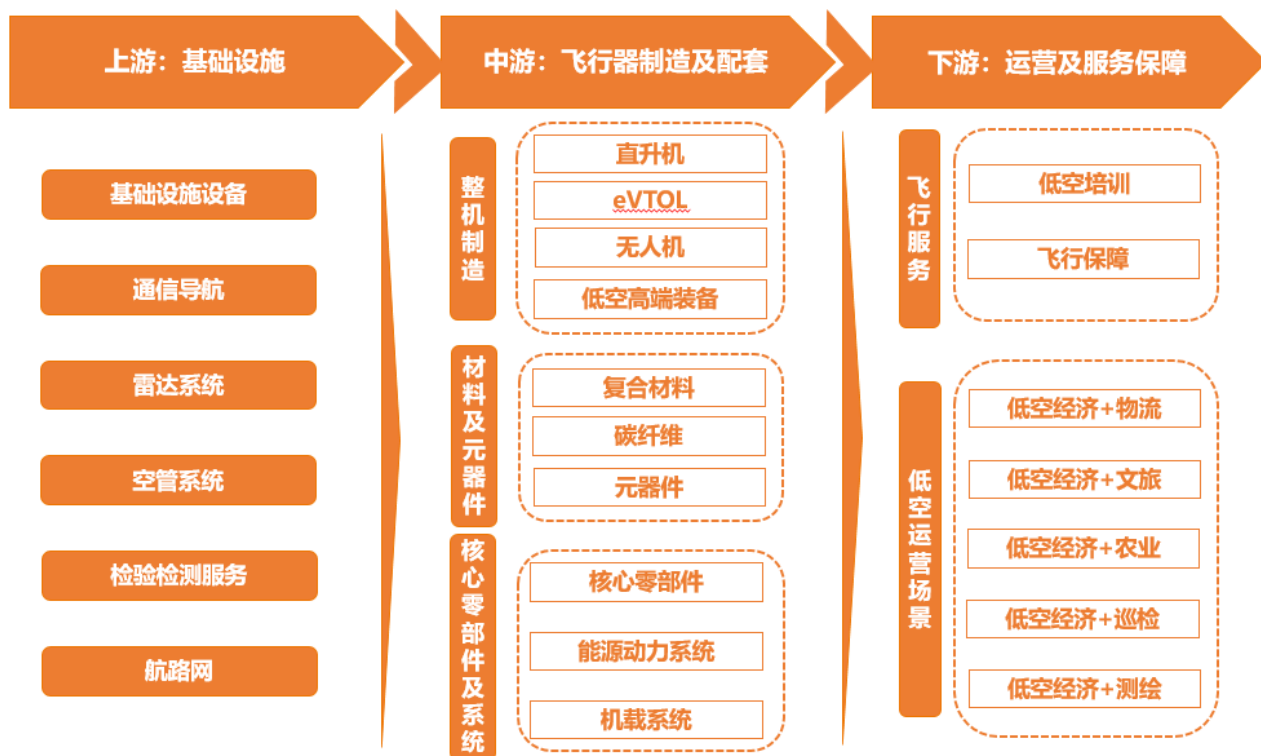 上游：基础设施
中游：飞行器制造及配套
下游：运营及服务保障
基础设施设备
通信导航
雷达系统
空管系统
检验检测服务
航路网
整机制造
直升机
eVTOL
无人机
低空高端装备
材料及元器件
复合材料
碳纤维
元器件
核心零部件及系统
核心零部件
能源动力系统
机载系统
飞行服务
低空培训
飞行保障
低空运营场景
低空经济+物流
低空经济+文旅
低空经济+农业
低空经济+巡检
低空经济+测绘